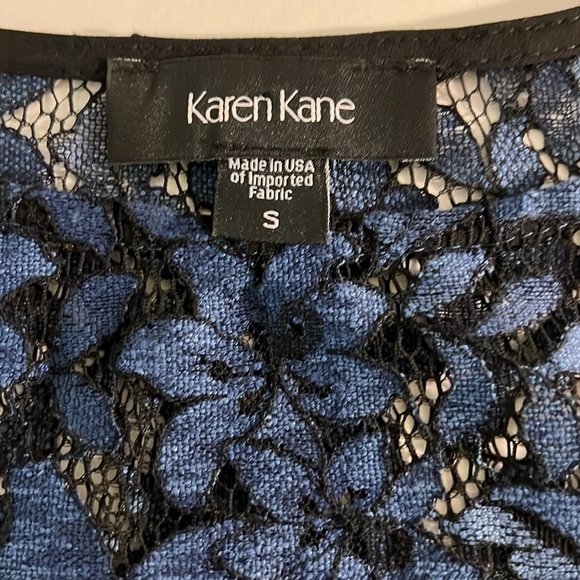 Karen Kane
Made in USA
of Imported
Fabric
S